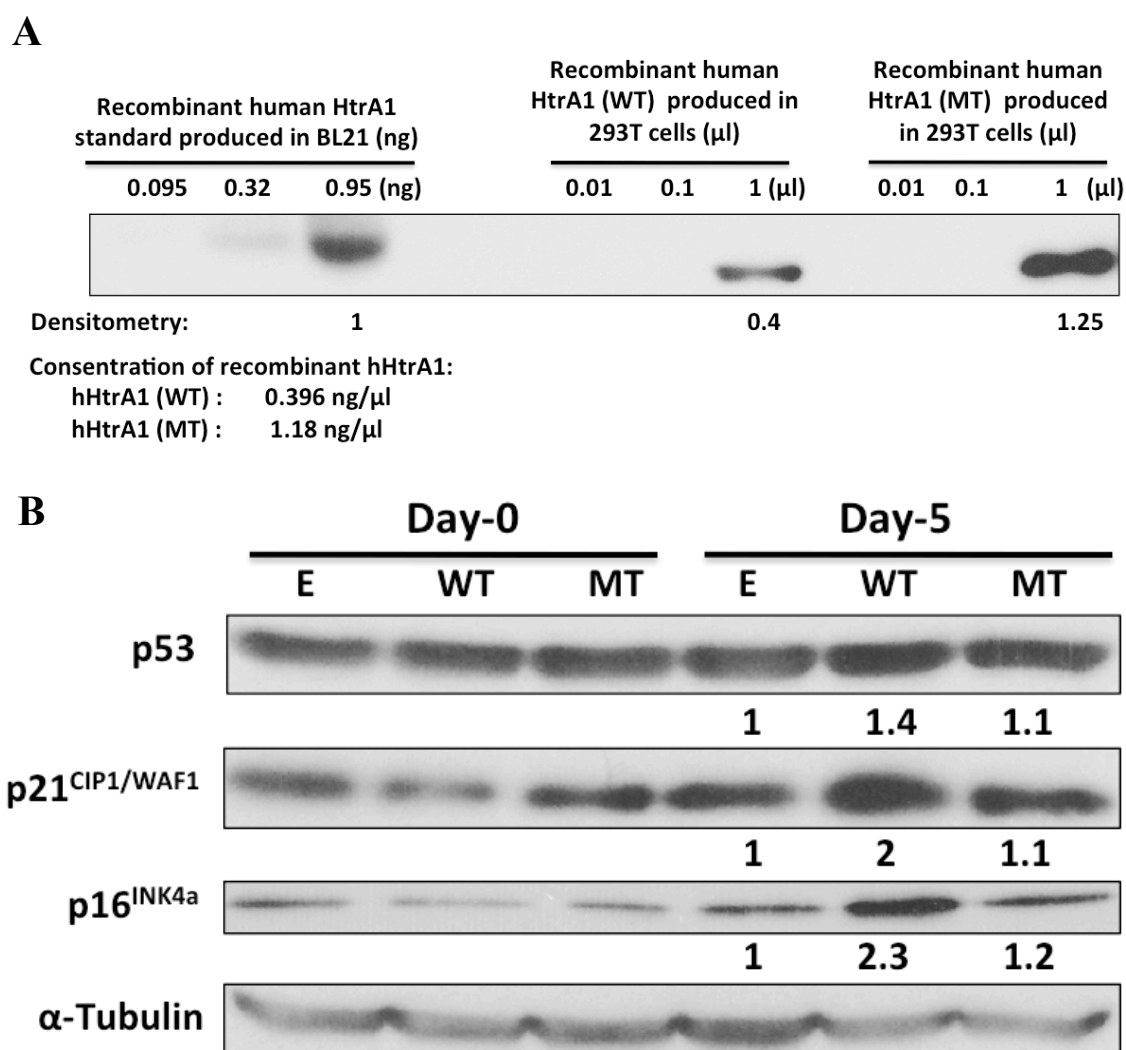 A
Recombinant human HtrA1
standard produced in BL21 (ng)
Recombinant human
HtrA1 (WT) produced in
293T cells (µl)
Recombinant human
HtrA1 (MT) produced
in 293T cells (µl)
0.095 0.32 0.95 (ng) 0.01 0.1 1 (µl) 0.01 0.1 1 (µl)
Densitometry: 1 0.4 1.25
Consentration of recombinant hHtrA1:
hHtrA1 (WT) : 0.396 ng/µl
hHtrA1 (MT) : 1.18 ng/µl
B
Day-0 Day-5
E WT MT E WT MT
p53
1 1.4 1.1
p21CIP1/WAF1
1 2 1.1
p16INK4a
1 2.3 1.2
α-Tubulin